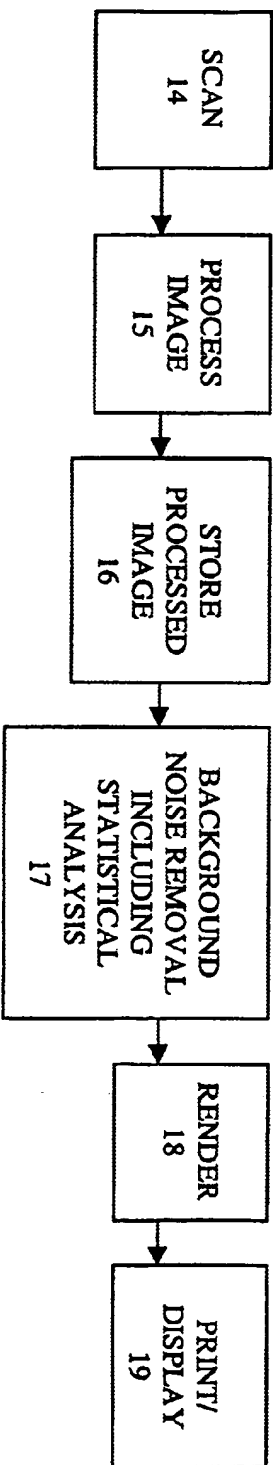 SCAN
14
PROCESS
IMAGE
15
STORE
PROCESSED
IMAGE
16
BACKGROUND
NOISE REMOVAL
INCLUDING
STATISTICAL
ANALYSIS
17
RENDER
18
PRINT/
DISPLAY
19